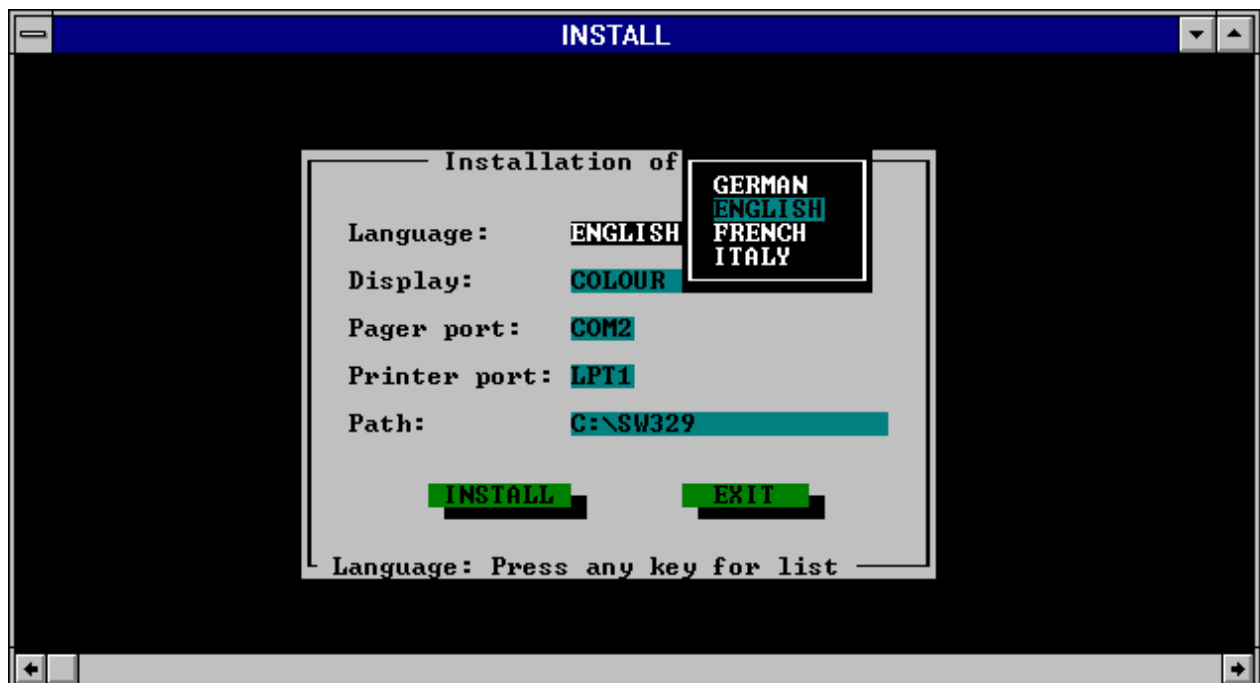 INSTALL
Installation of
GERMAN
ENGLISH
FRENCH
ITALY
Language: ENGLISH
Display: COLOUR
Pager port: COM2
Printer port: LPT1
Path: C:\SW329
INSTALL EXIT
Language: Press any key for list